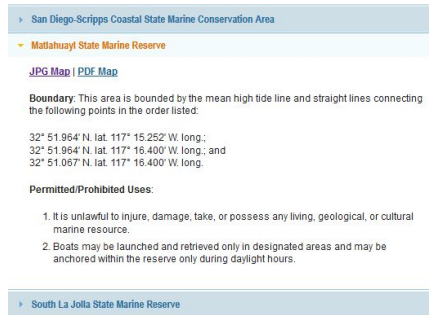 San Diego-Scripps Coastal State Marine Conservation Area
Matlahuayl State Marine Reserve
JPG Map | PDF Map
Boundary: This area is bounded by the mean high tide line and straight lines connecting
the following points in the order listed:
32° 51.964' N. lat. 117° 15.252' W. long.;
32° 51.964' N. lat. 117° 16.400' W. long.; and
32° 51.067' N. lat. 117° 16.400' W. long.
Permitted/Prohibited Uses:
1. It is unlawful to injure, damage, take, or possess any living, geological, or cultural
marine resource.
2. Boats may be launched and retrieved only in designated areas and may be
anchored within the reserve only during daylight hours.
South La Jolla State Marine Reserve